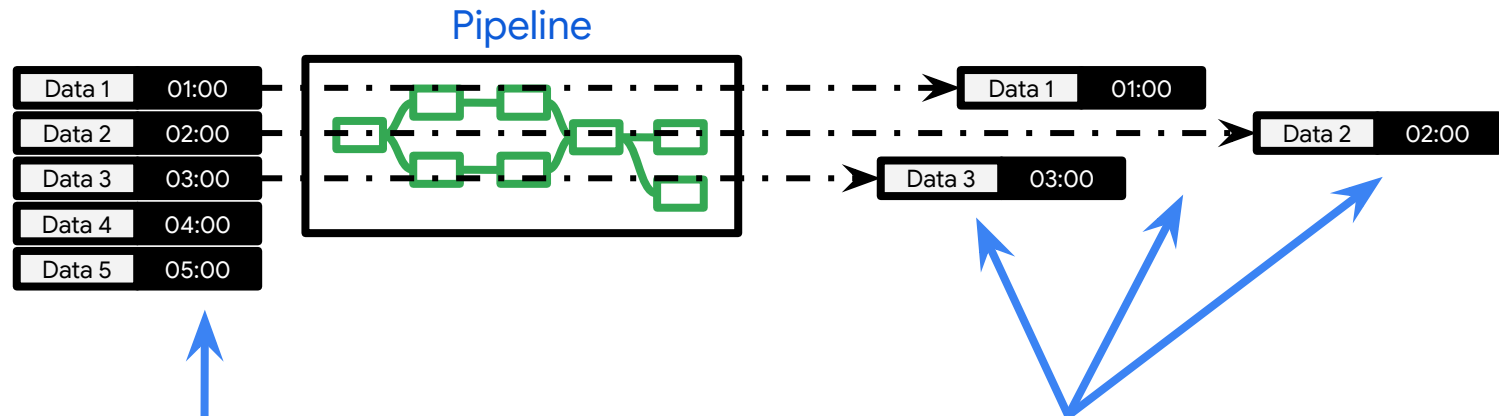 Pipeline
Data 1 01:00
Data 2 02:00
Data 3 03:00
Data 4 04:00
Data 5 05:00
Data 1 01:00
Data 2 02:00
Data 3 03:00